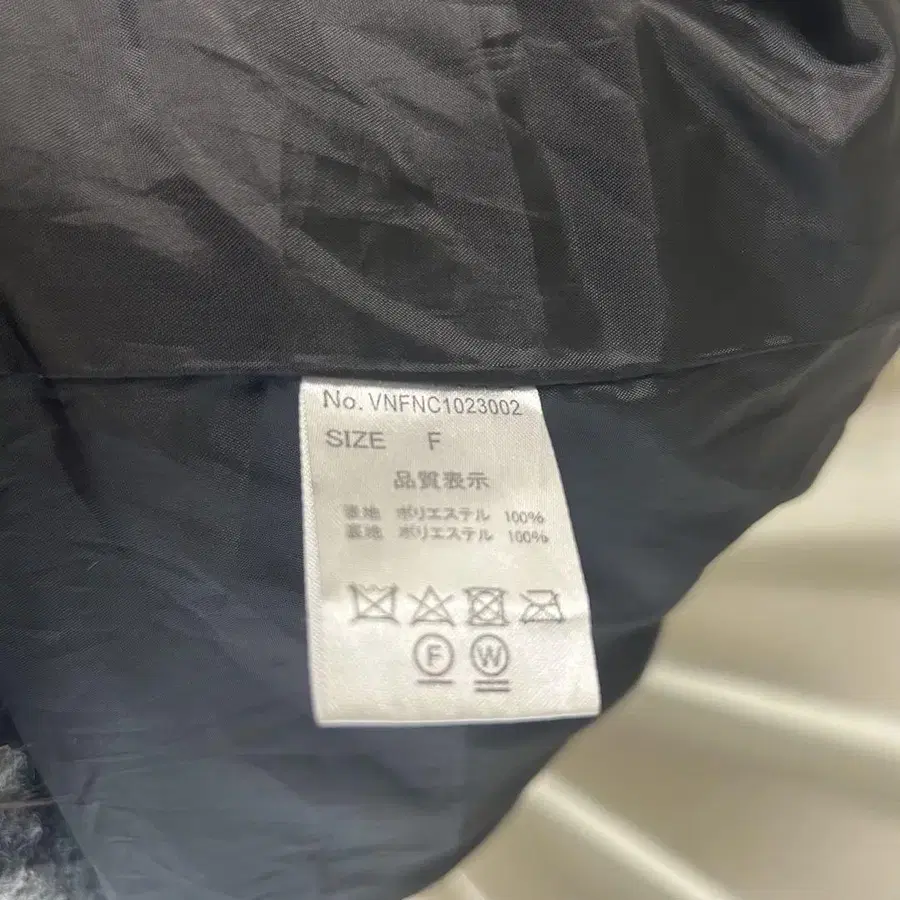 No. VNFNC1023002
SIZE F
品質表示
表地 ポリエステル 100%
裏地 ポリエステル 100%
F W